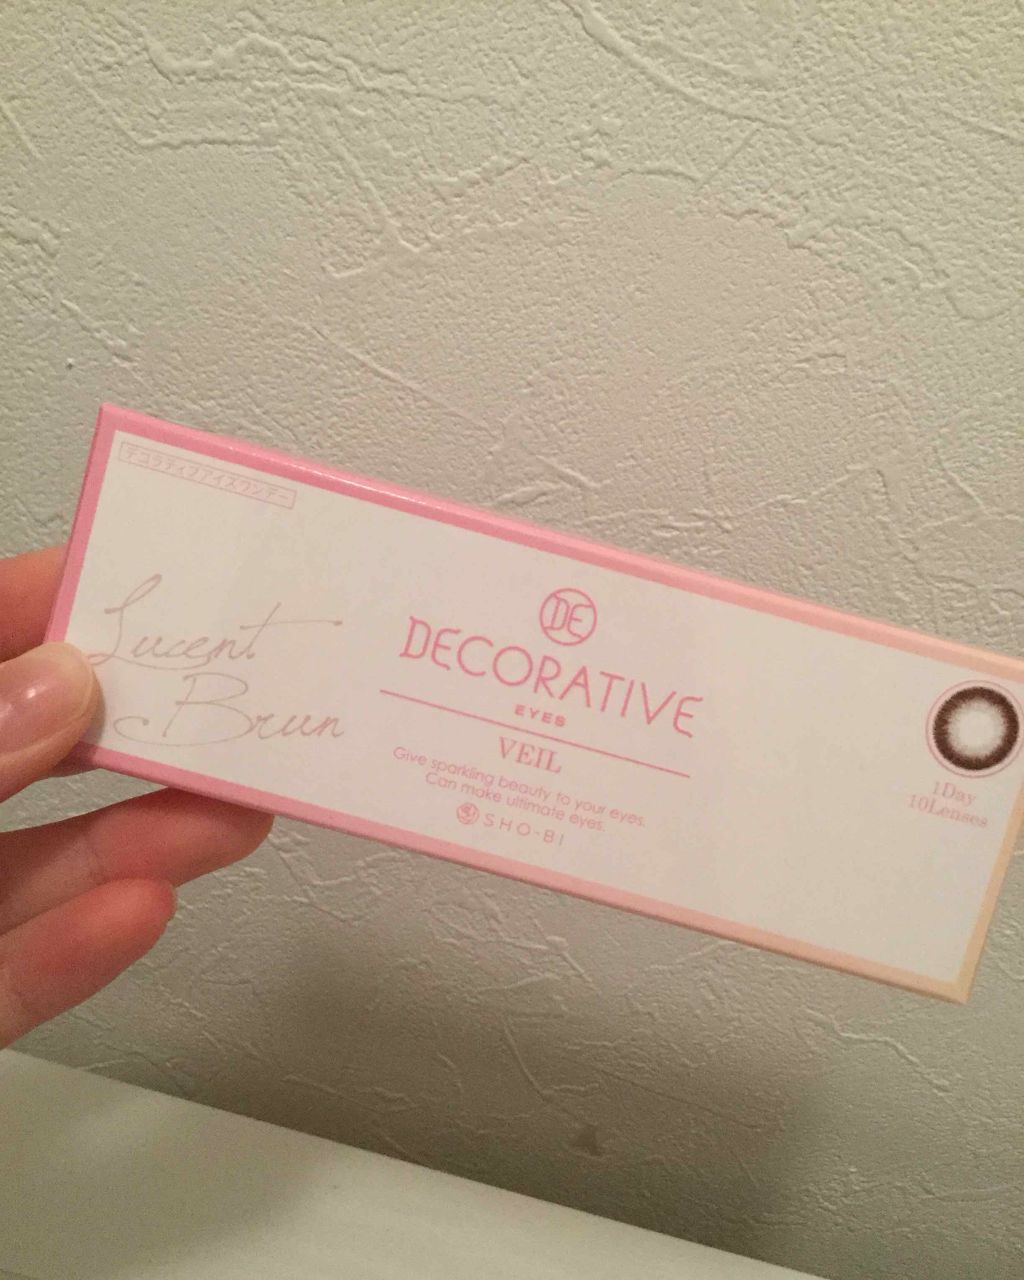 デコラティブアイズワンデー
Lucent
Brun
DE
DECORATIVE
EYES
VEIL
Give sparkling beauty to your eyes.
Can make ultimate eyes.
SHO-BI
1Day
10Lenses